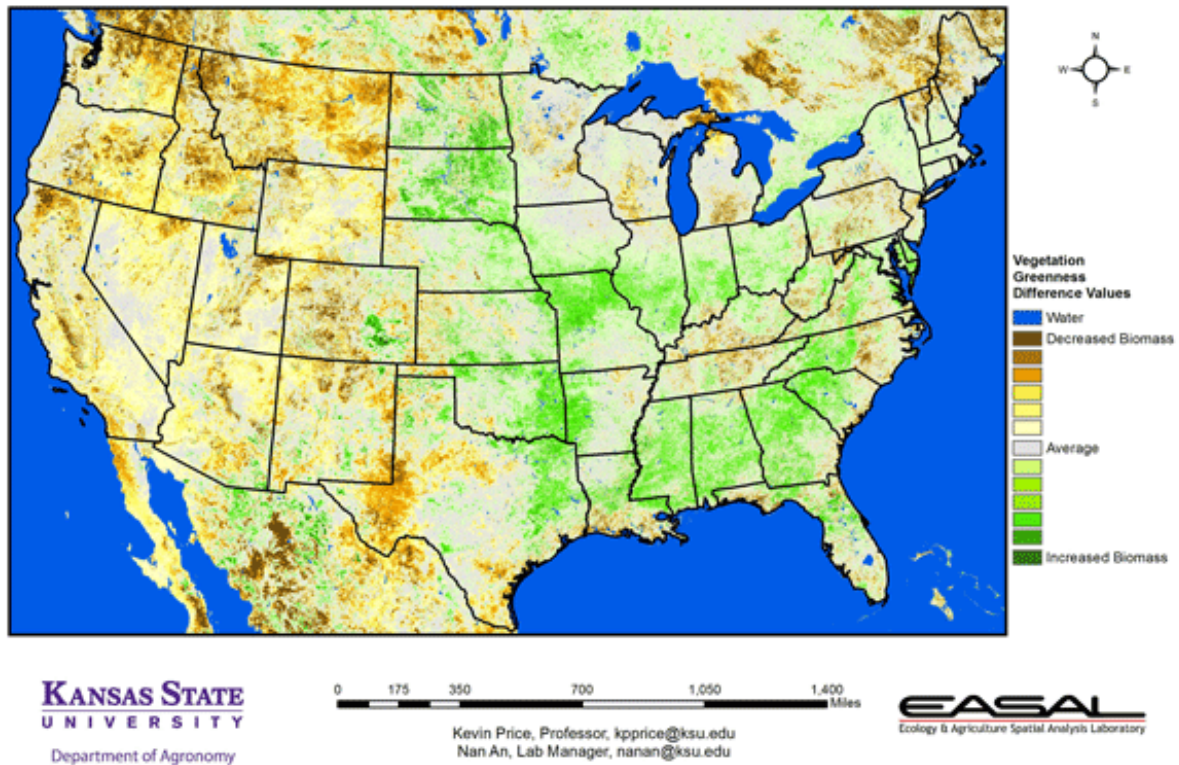 N
W E
S
Vegetation
Greenness
Difference Values
Water
Decreased Biomass
Average
Increased Biomass
KANSAS STATE
UNIVERSITY
Department of Agronomy
0 175 350 700 1,050 1,400
Miles
Kevin Price, Professor, kpprice@ksu.edu
Nan An, Lab Manager, nanan@ksu.edu
EASAL
Ecology & Agriculture Spatial Analysis Laboratory